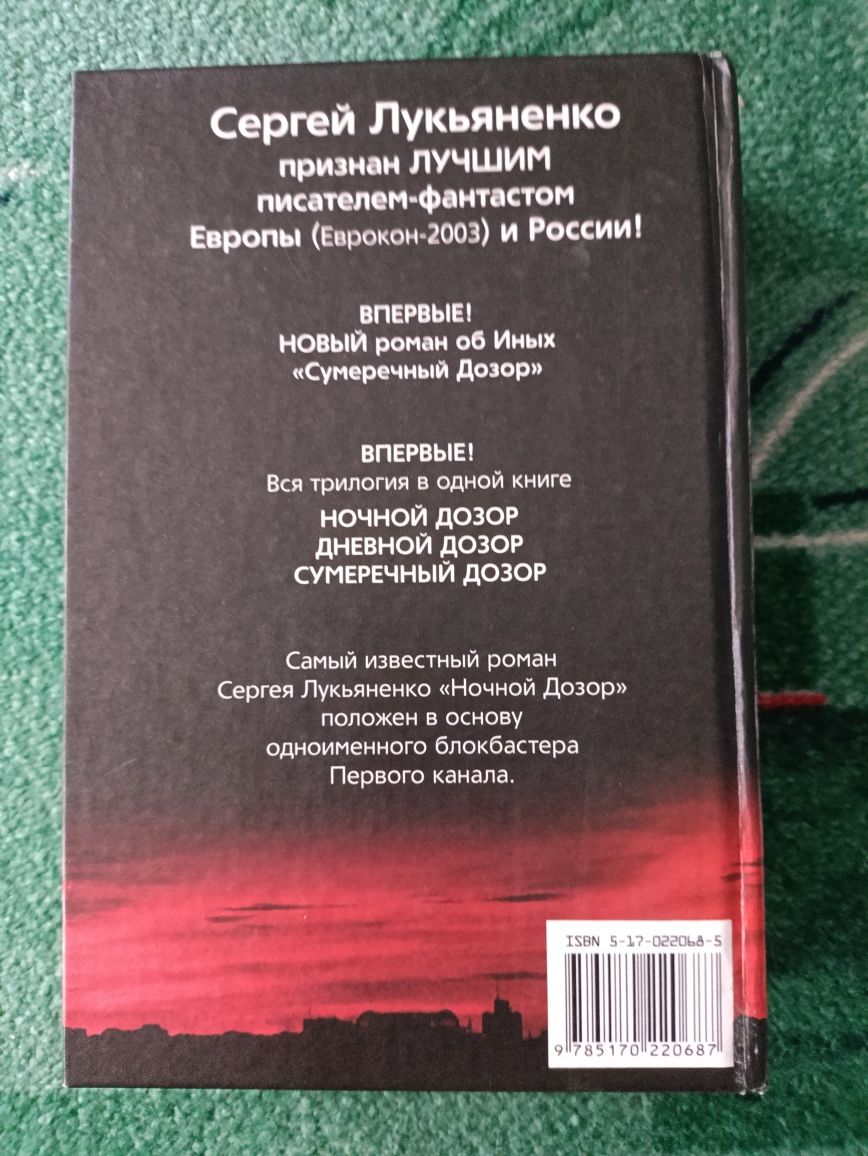 Сергей Лукьяненко
признан ЛУЧШИМ
писателем-фантастом
Европы (Еврокон-2003) и России!
ВПЕРВЫЕ!
НОВЫЙ роман об Иных
«Сумеречный Дозор»
ВПЕРВЫЕ!
Вся трилогия в одной книге
НОЧНОЙ ДОЗОР
ДНЕВНОЙ ДОЗОР
СУМЕРЕЧНЫЙ ДОЗОР
Самый известный роман
Сергея Лукьяненко «Ночной Дозор»
положен в основу
одноименного блокбастера
Первого канала.
ISBN 5-17-022068-5
9 785170 220687